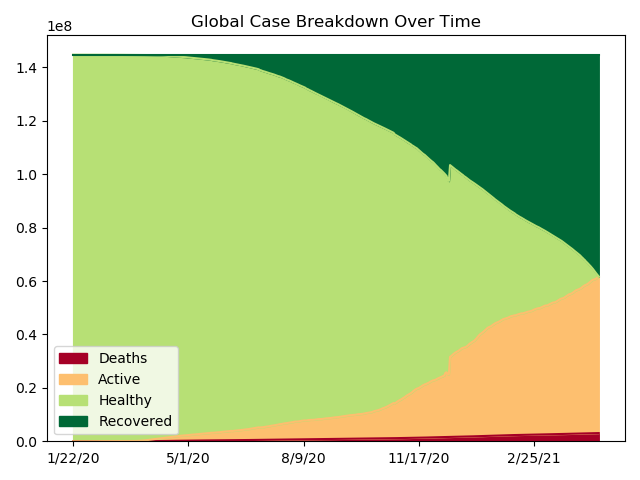 Global Case Breakdown Over Time
1e8
1.4
1.2
1.0
0.8
0.6
0.4
0.2
0.0
Deaths
Active
Healthy
Recovered
1/22/20 5/1/20 8/9/20 11/17/20 2/25/21